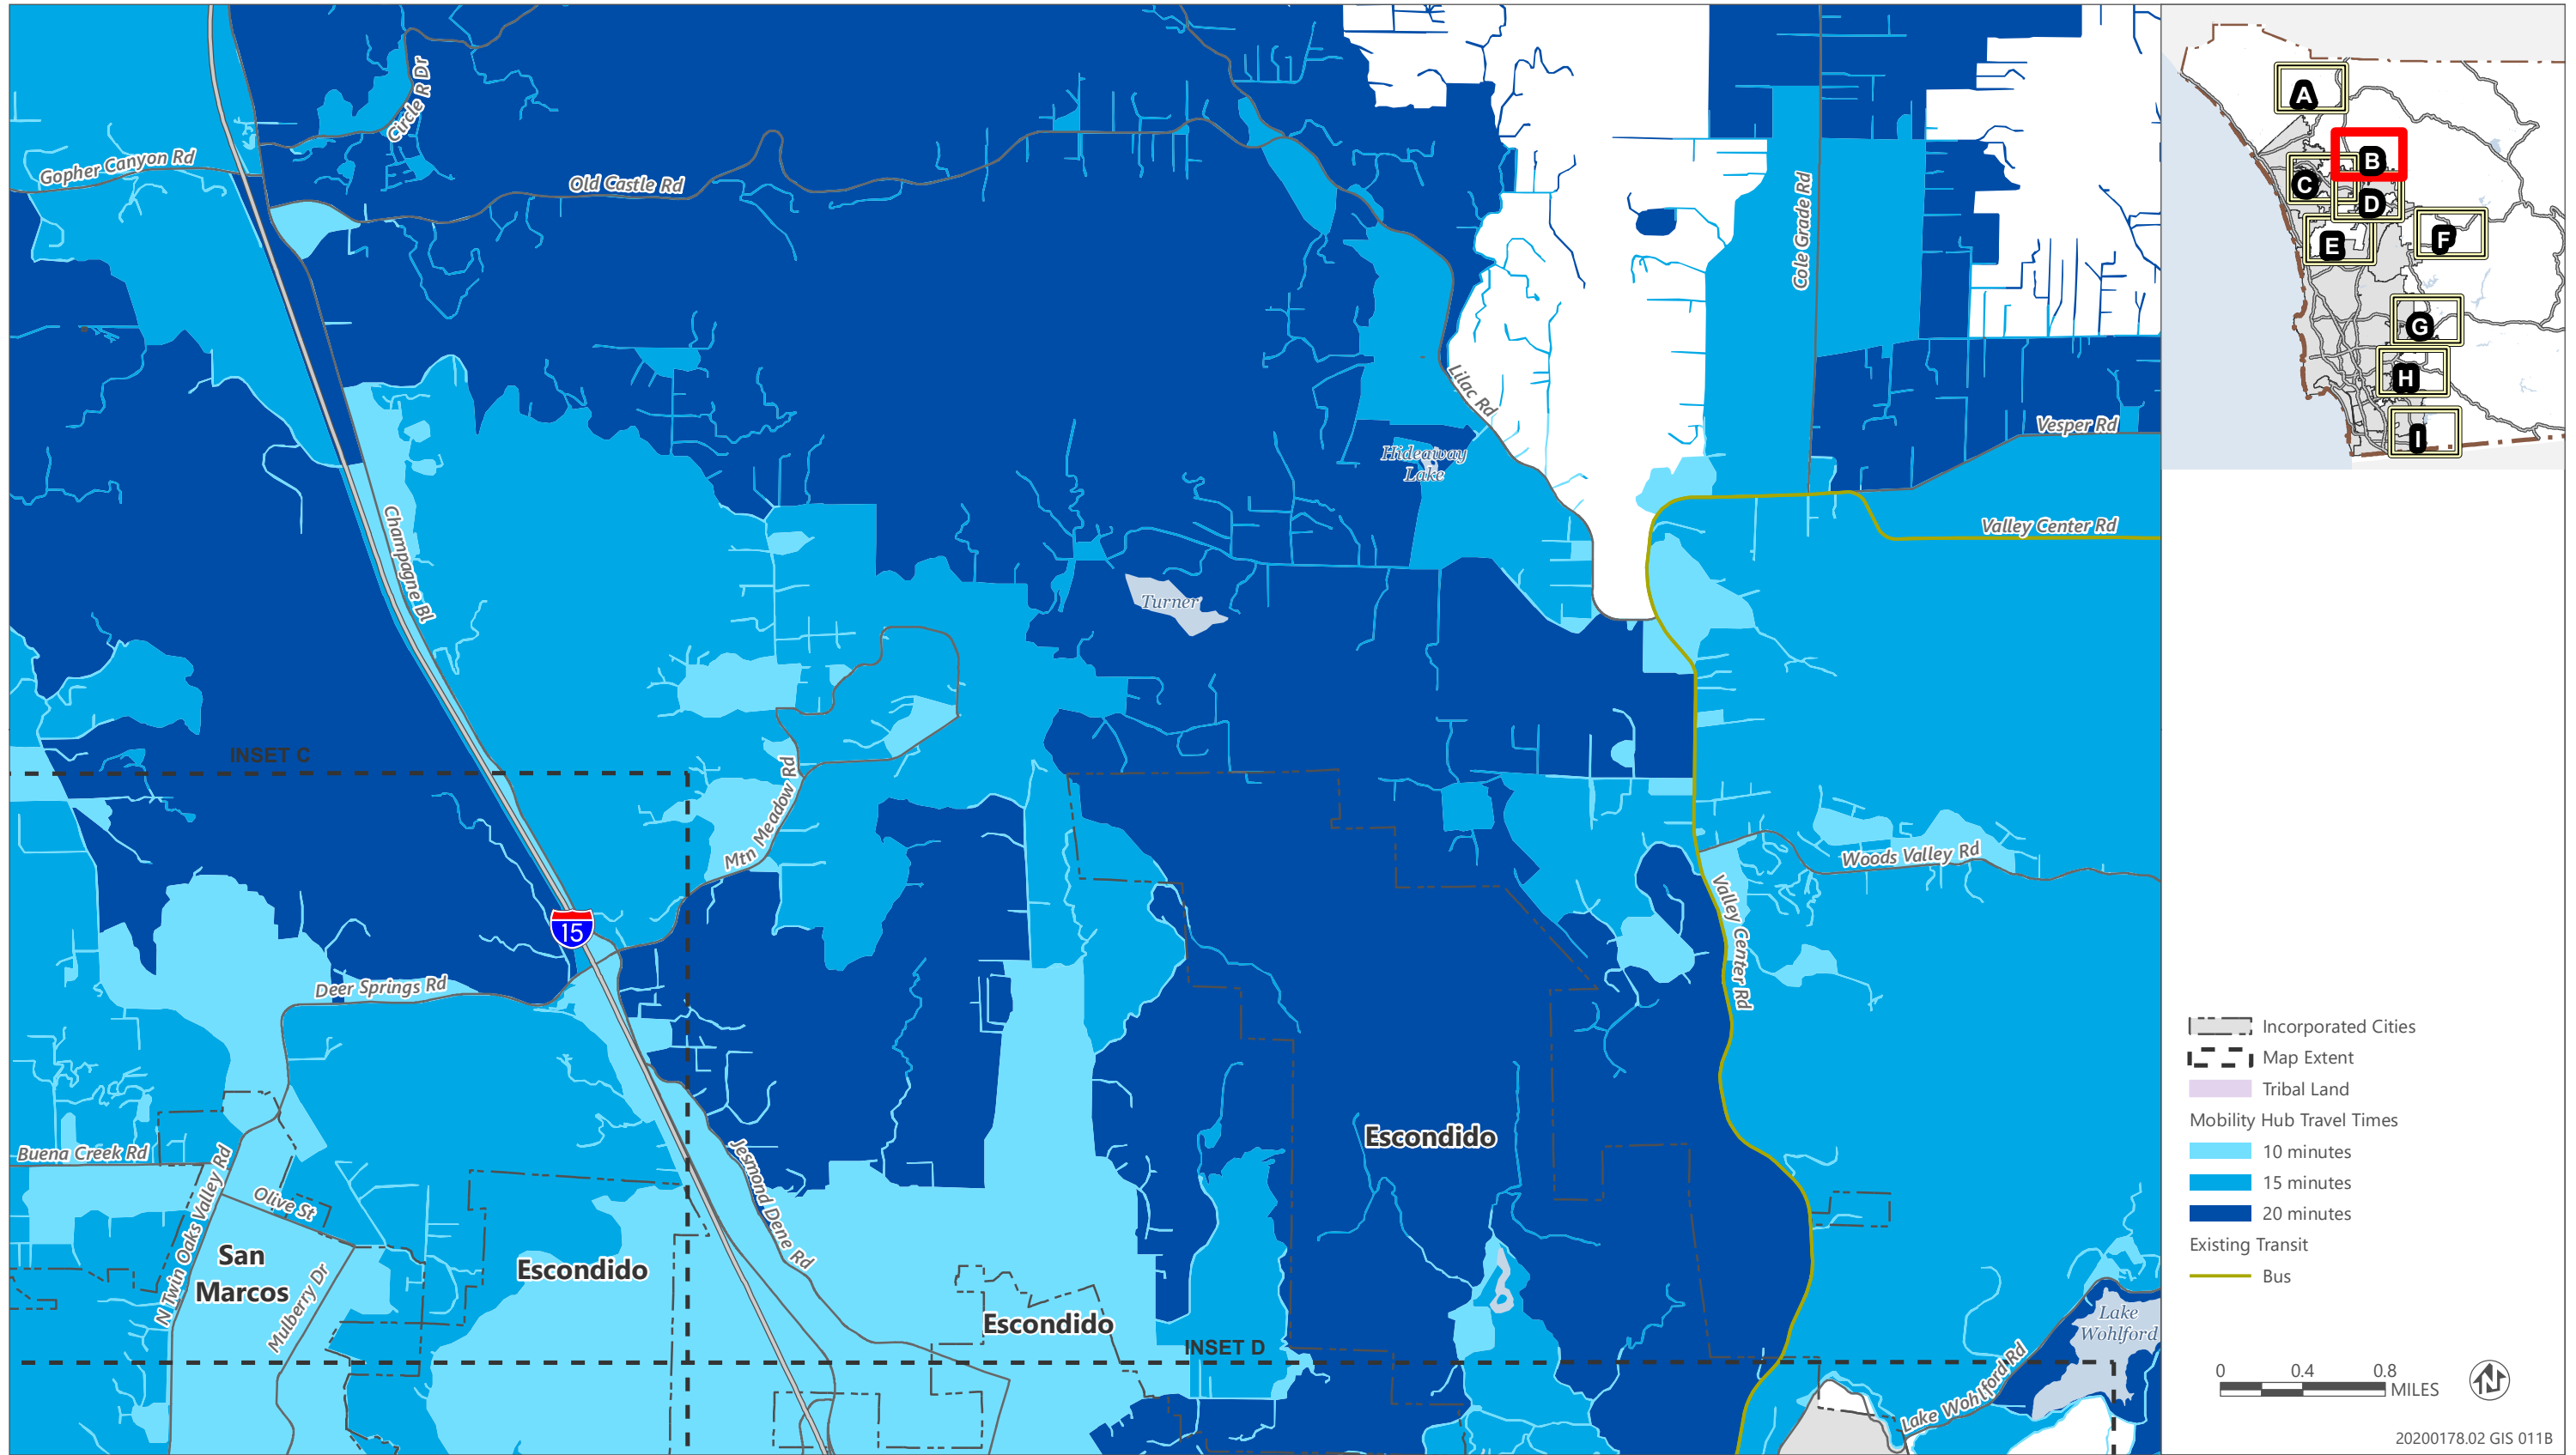 Circle R Dr
Gopher Canyon Rd
Old Castle Rd
Cole Grade Rd
Lilac Rd
Vesper Rd
Hideaway
Lake
Valley Center Rd
Champagne Bl
Turner
INSET C
Mtn Meadow Rd
Woods Valley Rd
Valley Center Rd
15
Deer Springs Rd
Buena Creek Rd
N Twin Oaks Valley Rd
Olive St
San
Marcos
Mulberry Dr
Escondido
Jesmond Dene Rd
Escondido
Escondido
INSET D
Lake
Wohlford
Lake Wohlford Rd
A
B
C
D
E
F
G
H
I
Incorporated Cities
Map Extent
Tribal Land
Mobility Hub Travel Times
10 minutes
15 minutes
20 minutes
Existing Transit
Bus
0 0.4 0.8
MILES
N
20200178.02 GIS 011B